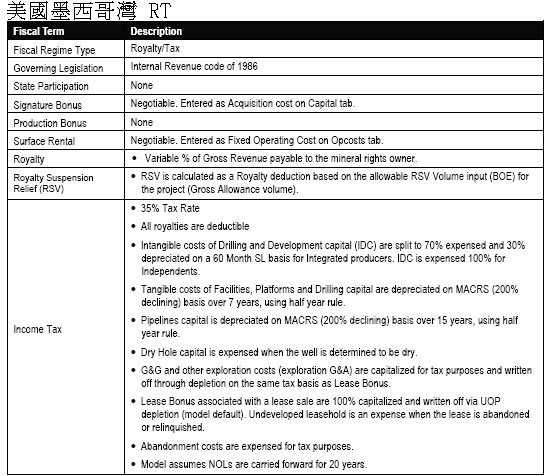 美國墨西哥灣 RT
Fiscal Term Description
Fiscal Regime Type Royalty/Tax
Governing Legislation Internal Revenue code of 1986
State Participation None
Signature Bonus Negotiable. Entered as Acquisition cost on Capital tab.
Production Bonus None
Surface Rental Negotiable. Entered as Fixed Operating Cost on Opcosts tab.
Royalty • Variable % of Gross Revenue payable to the mineral rights owner.
Royalty Suspension
Relief (RSV)
• RSV is calculated as a Royalty deduction based on the allowable RSV Volume input (BOE) for
the project (Gross Allowance volume).
Income Tax
• 35% Tax Rate
• All royalties are deductible
• Intangible costs of Drilling and Development capital (IDC) are split to 70% expensed and 30%
depreciated on a 60 Month SL basis for Integrated producers. IDC is expensed 100% for
Independents.
• Tangible costs of Facilities, Platforms and Drilling capital are depreciated on MACRS (200%
declining) basis over 7 years, using half year rule.
• Pipelines capital is depreciated on MACRS (200% declining) basis over 15 years, using half
year rule.
• Dry Hole capital is expensed when the well is determined to be dry.
• G&G and other exploration costs (exploration G&A) are capitalized for tax purposes and written
off through depletion on the same tax basis as Lease Bonus.
• Lease Bonus associated with a lease sale are 100% capitalized and written off via UOP
depletion (model default). Undeveloped leasehold is an expense when the lease is abandoned
or relinquished.
• Abandonment costs are expensed for tax purposes.
• Model assumes NOLs are carried forward for 20 years.